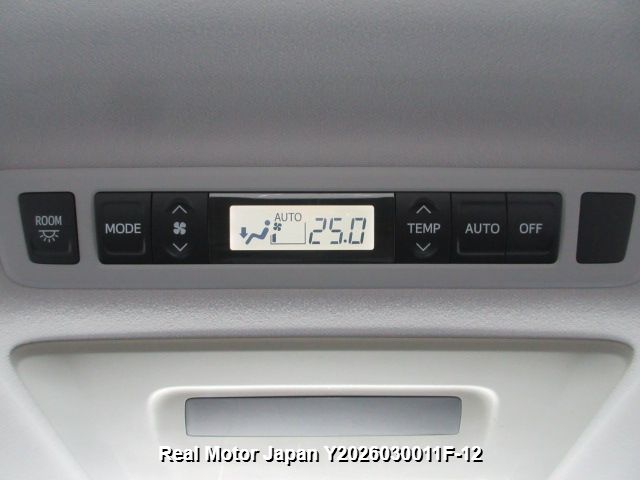 ROOM
MODE
AUTO
25.0
TEMP
AUTO
OFF
Real Motor Japan Y2026030011F-12